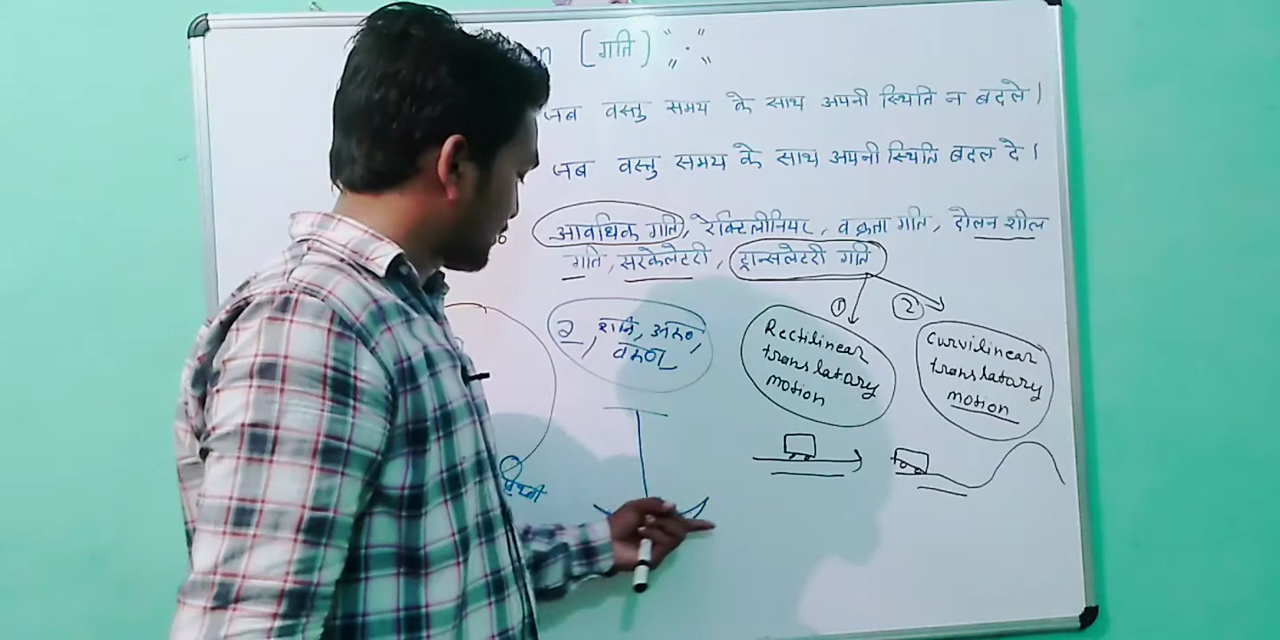 n [गति) :
जब वस्तु समय के साथ अपनी स्थिति न बदले।
जब वस्तु समय के साथ अपनी स्थिति बदल दे।
आवधिक गति, रेक्टिलीनियर, वक्रता गति, दोलन शील
गति, सरकेलेटरी, ट्रान्सलेटरी गति
① ②
शनि, अरुण,
वरुण
Rectilinear
translatary
motion
Curvilinear
translatary
motion